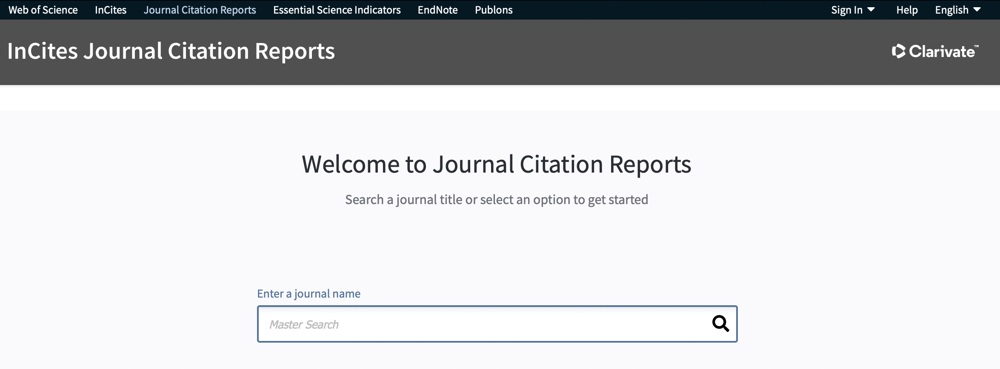 Web of Science InCites Journal Citation Reports Essential Science Indicators EndNote Publons Sign In Help English
InCites Journal Citation Reports Clarivate™
Welcome to Journal Citation Reports
Search a journal title or select an option to get started
Enter a journal name
Master Search